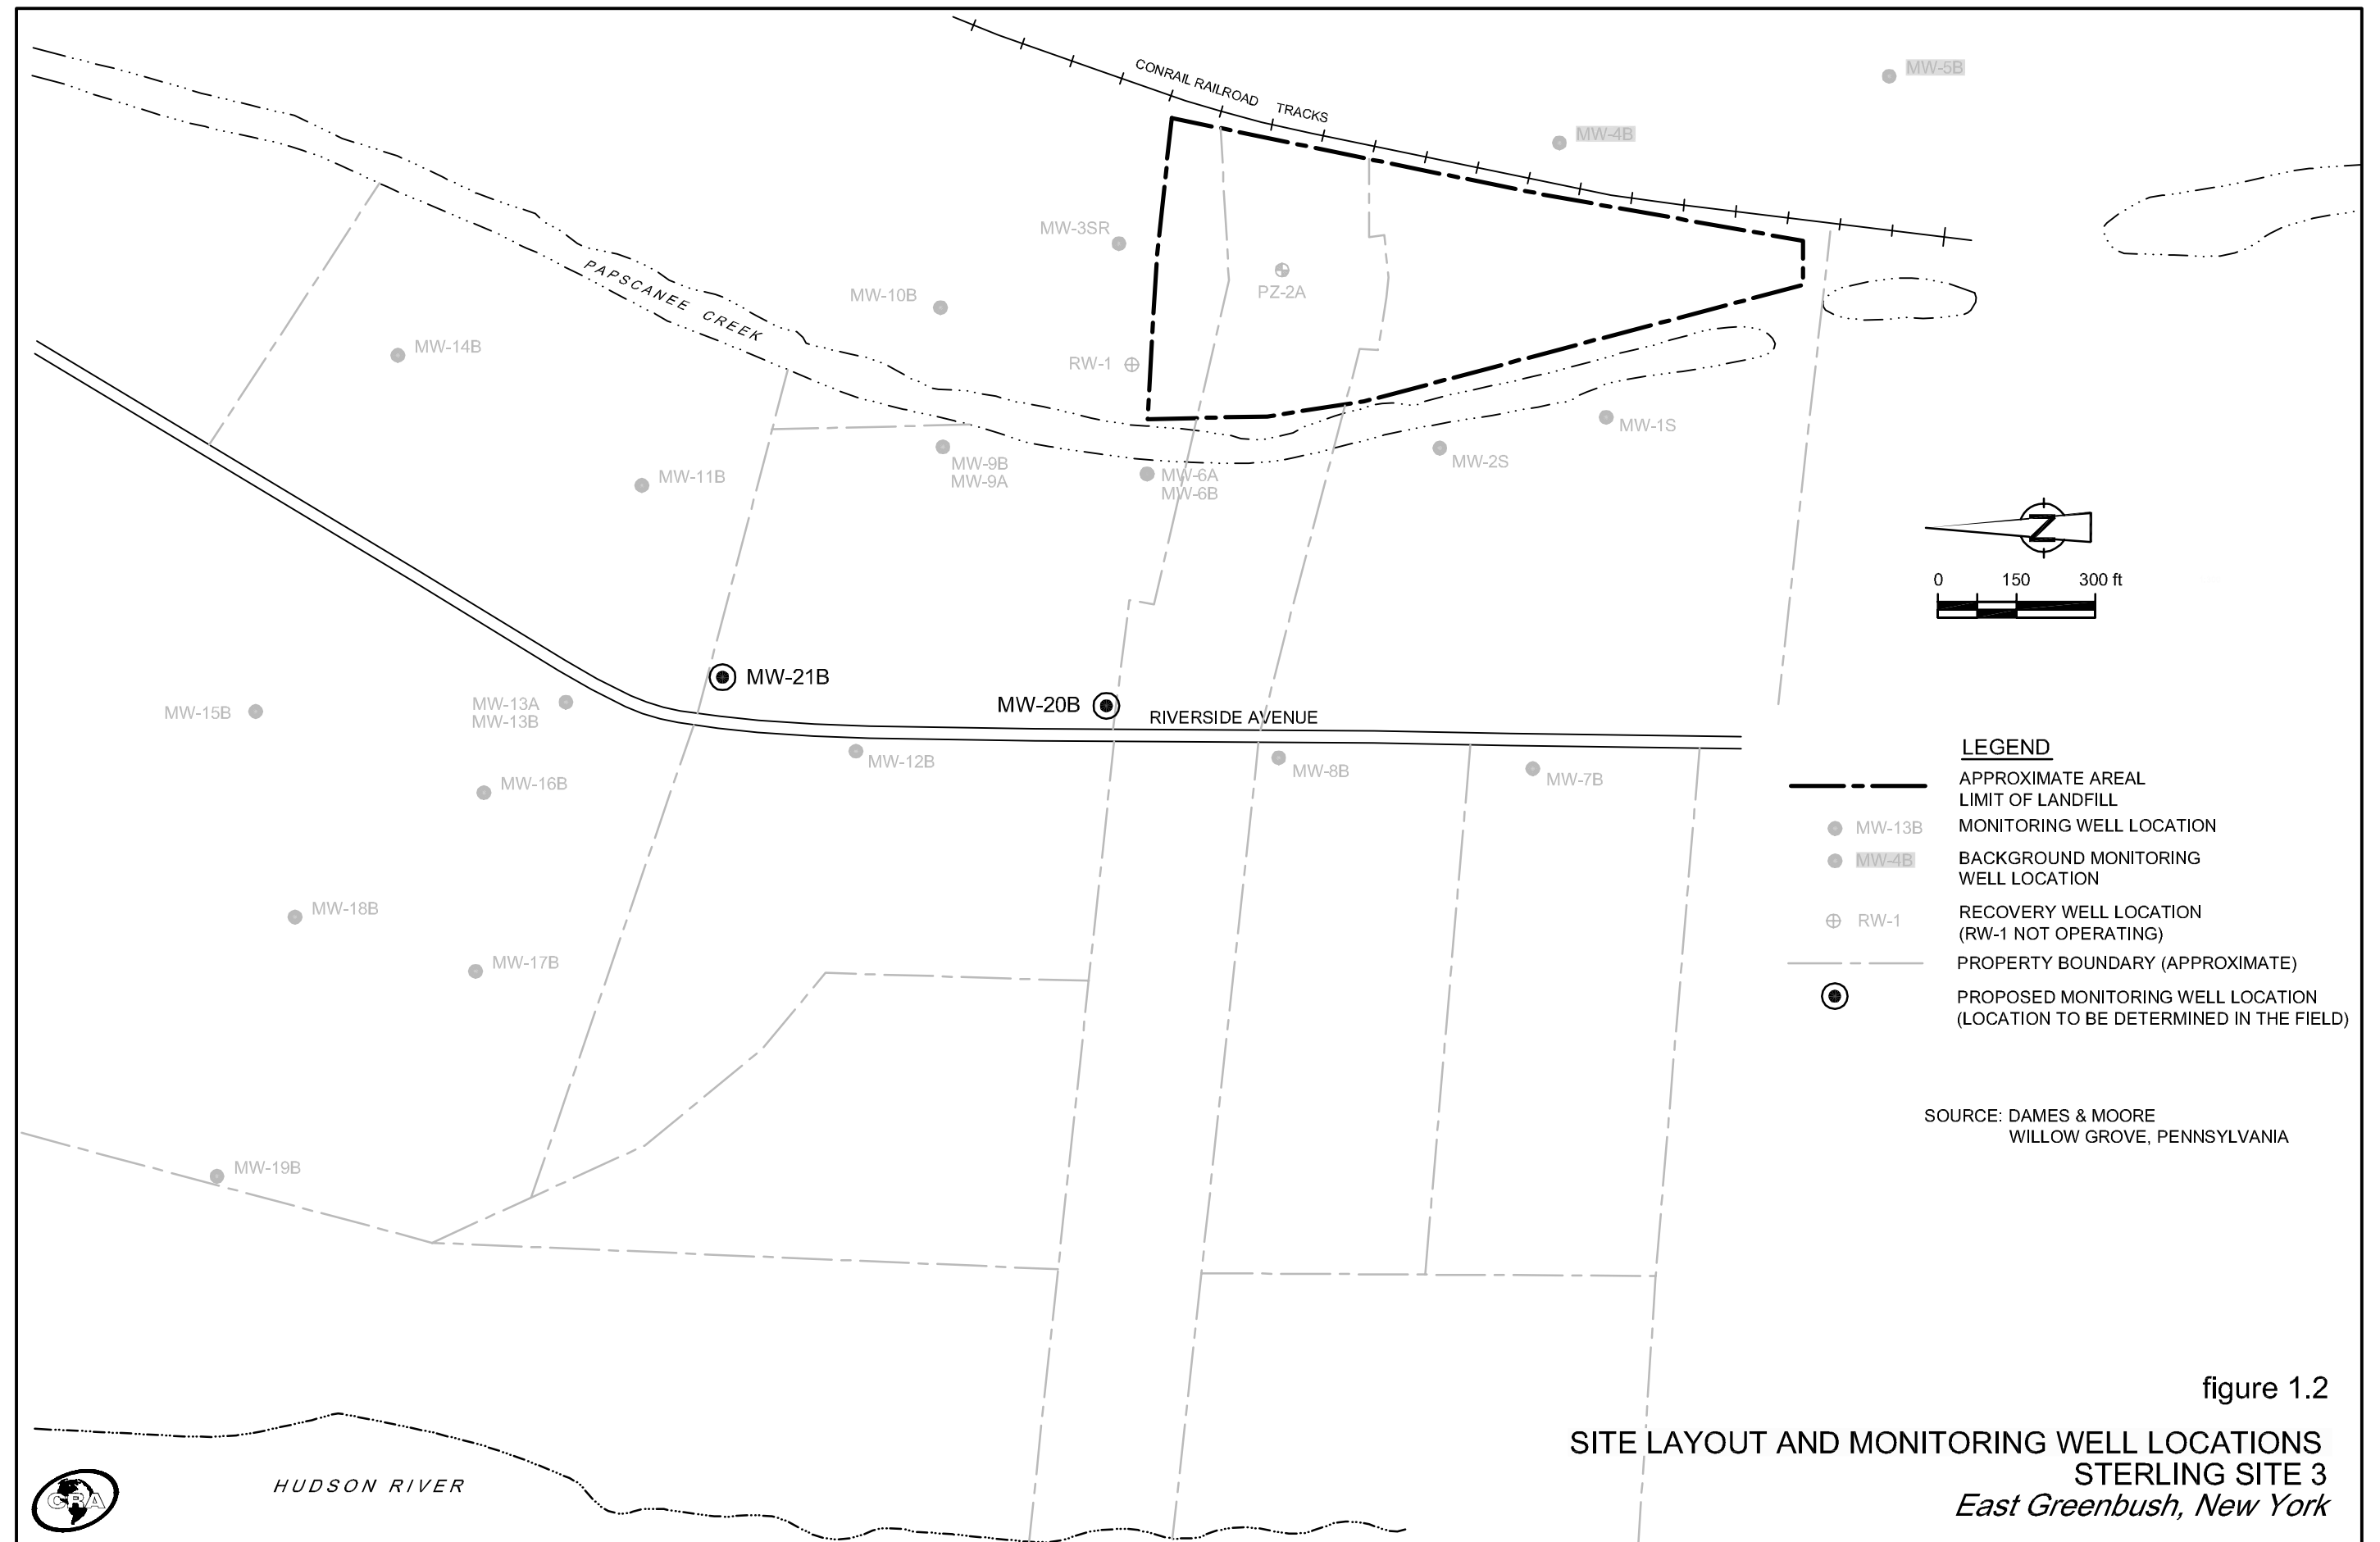 CONRAIL RAILROAD TRACKS
MW-5B
MW-4B
MW-3SR
MW-10B
PZ-2A
PAPSCANEE CREEK
MW-14B
RW-1
MW-1S
MW-2S
MW-9B
MW-9A
MW-11B
MW-6A
MW-6B
N
0 150 300 ft
MW-21B
MW-20B
RIVERSIDE AVENUE
MW-15B
MW-13A
MW-13B
MW-12B
MW-8B
MW-7B
MW-16B
MW-18B
MW-17B
MW-19B
LEGEND
APPROXIMATE AREAL
LIMIT OF LANDFILL
MW-13B MONITORING WELL LOCATION
MW-4B BACKGROUND MONITORING
WELL LOCATION
RW-1 RECOVERY WELL LOCATION
(RW-1 NOT OPERATING)
PROPERTY BOUNDARY (APPROXIMATE)
PROPOSED MONITORING WELL LOCATION
(LOCATION TO BE DETERMINED IN THE FIELD)
SOURCE: DAMES & MOORE
WILLOW GROVE, PENNSYLVANIA
figure 1.2
SITE LAYOUT AND MONITORING WELL LOCATIONS
STERLING SITE 3
East Greenbush, New York
HUDSON RIVER
CRA